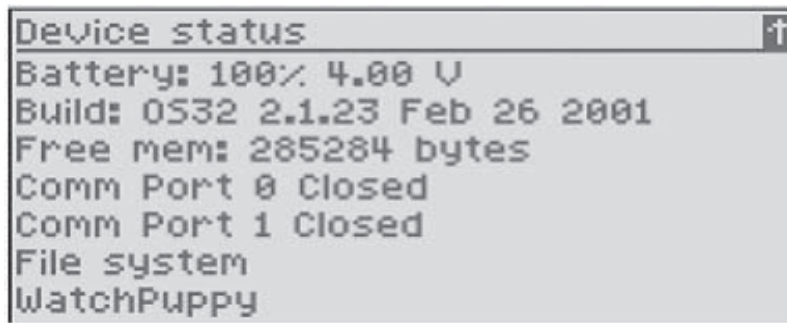 Device status
Battery: 100% 4.00 V
Build: OS32 2.1.23 Feb 26 2001
Free mem: 285284 bytes
Comm Port 0 Closed
Comm Port 1 Closed
File system
WatchPuppy